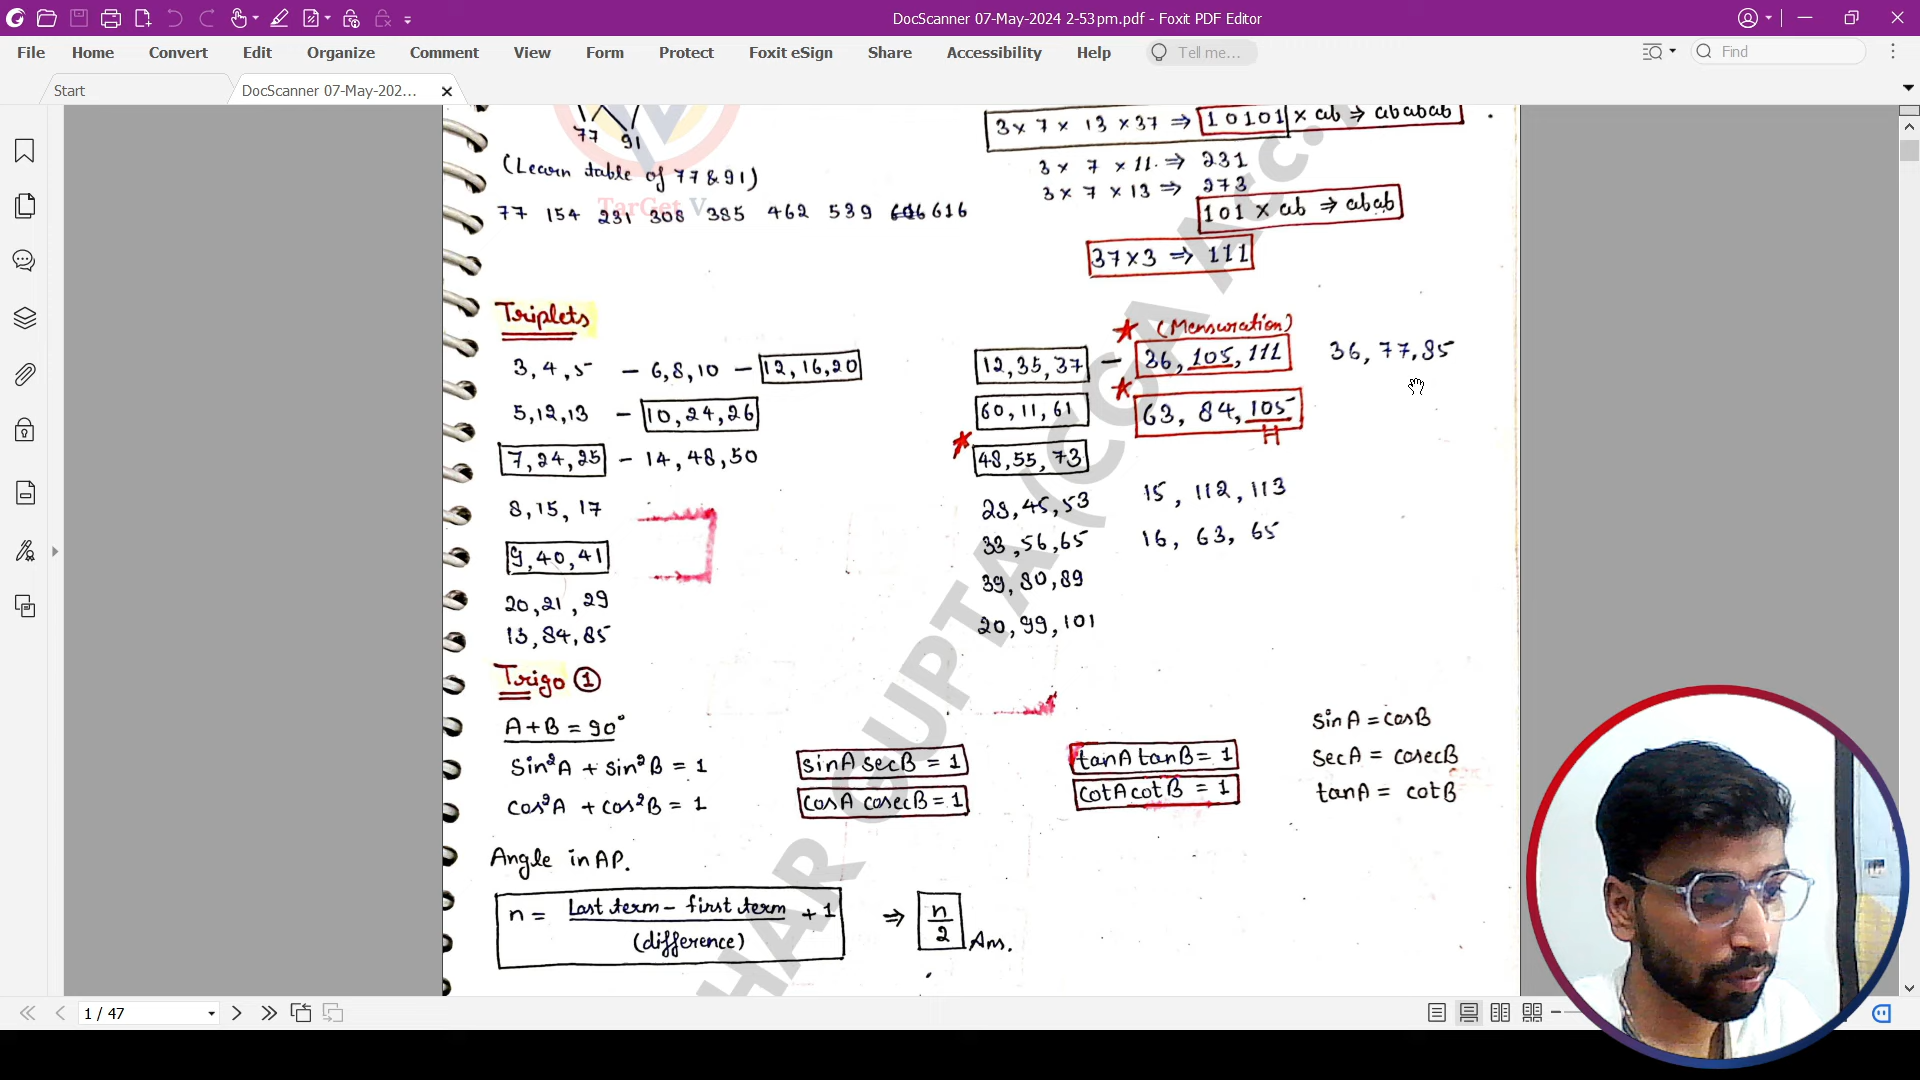 DocScanner 07-May-2024 2-53pm.pdf - Foxit PDF Editor
File Home Convert Edit Organize Comment View Form Protect Foxit eSign Share Accessibility Help Tell me... Find
Start DocScanner 07-May-202...
77 91
(Learn table of 77 & 91)
TarGet V
77 154 231 308 385 462 539 616
3 x 7 x 13 x 37 ⇒ 10101 x ab ⇒ ababab
3 x 7 x 11 ⇒ 231
3 x 7 x 13 ⇒ 273
101 x ab ⇒ abab
37 x 3 ⇒ 111
Triplets
3, 4, 5 - 6, 8, 10 - 12, 16, 20
5, 12, 13 - 10, 24, 26
7, 24, 25 - 14, 48, 50
8, 15, 17
9, 40, 41
20, 21, 29
13, 84, 85
(Mensuration)
12, 35, 37 - 36, 105, 111 36, 77, 85
60, 11, 61 63, 84, 105
H
48, 55, 73
28, 45, 53 15, 112, 113
33, 56, 65 16, 63, 65
39, 80, 89
20, 99, 101
HAR GUPTA (CGA Acc.
Trigo ①
A+B = 90°
sin²A + sin²B = 1
cos²A + cos²B = 1
sinA secB = 1
cosA cosecB = 1
tanA tanB = 1
cotA cotB = 1
sinA = cosB
secA = cosecB
tanA = cotB
Angle in AP.
n = Last term - first term / (difference) + 1 ⇒ n/2 Ans.
1 / 47